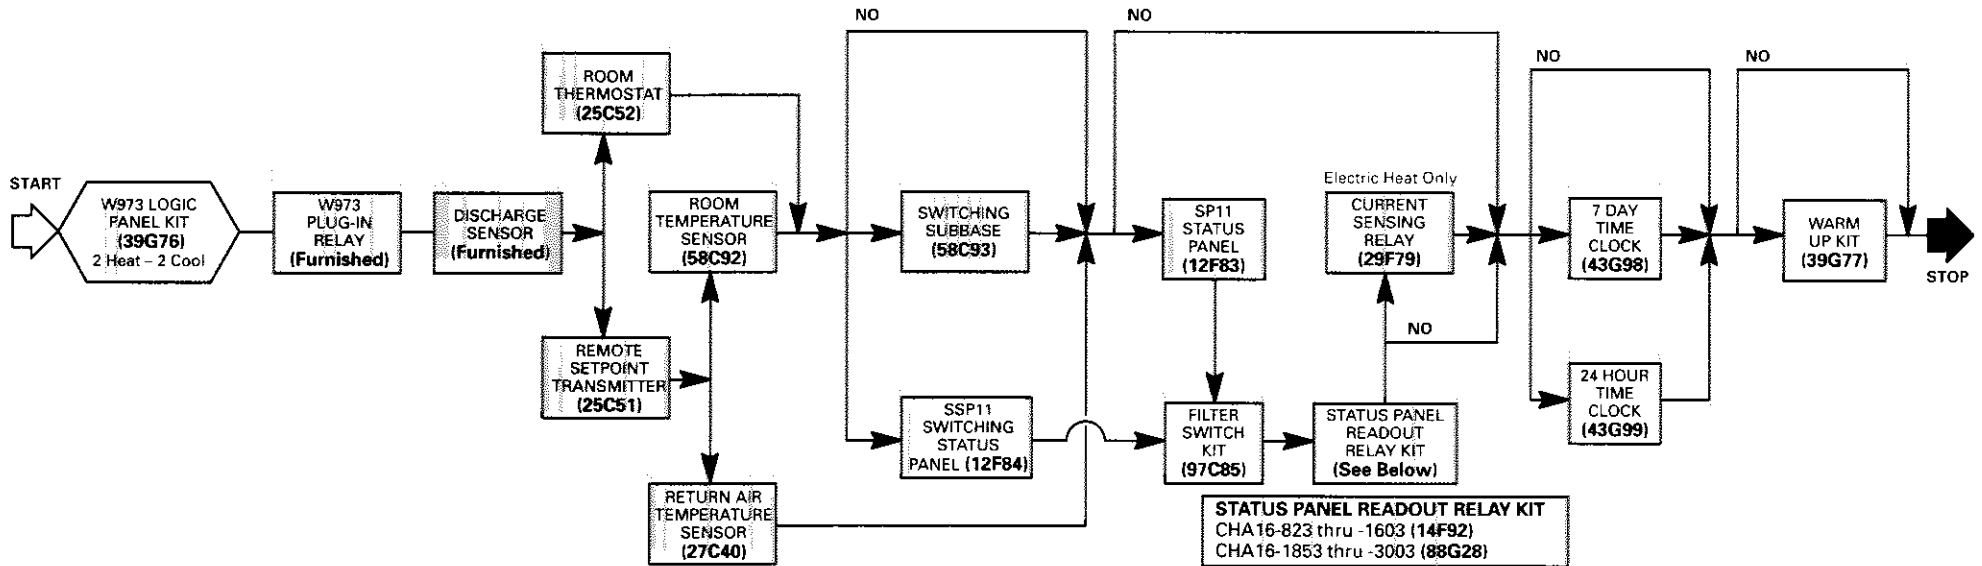 START
W973 LOGIC
PANEL KIT
(39G76)
2 Heat – 2 Cool
W973
PLUG-IN
RELAY
(Furnished)
DISCHARGE
SENSOR
(Furnished)
ROOM
THERMOSTAT
(25C52)
REMOTE
SETPOINT
TRANSMITTER
(25C51)
ROOM
TEMPERATURE
SENSOR
(58C92)
RETURN AIR
TEMPERATURE
SENSOR
(27C40)
NO
SWITCHING
SUBBASE
(58C93)
SSP11
SWITCHING
STATUS
PANEL (12F84)
NO
SP11
STATUS
PANEL
(12F83)
FILTER
SWITCH
KIT
(97C85)
Electric Heat Only
CURRENT
SENSING
RELAY
(29F79)
NO
STATUS PANEL
READOUT
RELAY KIT
(See Below)
STATUS PANEL READOUT RELAY KIT
CHA16-823 thru -1603 (14F92)
CHA16-1853 thru -3003 (88G28)
NO
7 DAY
TIME
CLOCK
(43G98)
24 HOUR
TIME
CLOCK
(43G99)
NO
WARM
UP KIT
(39G77)
STOP